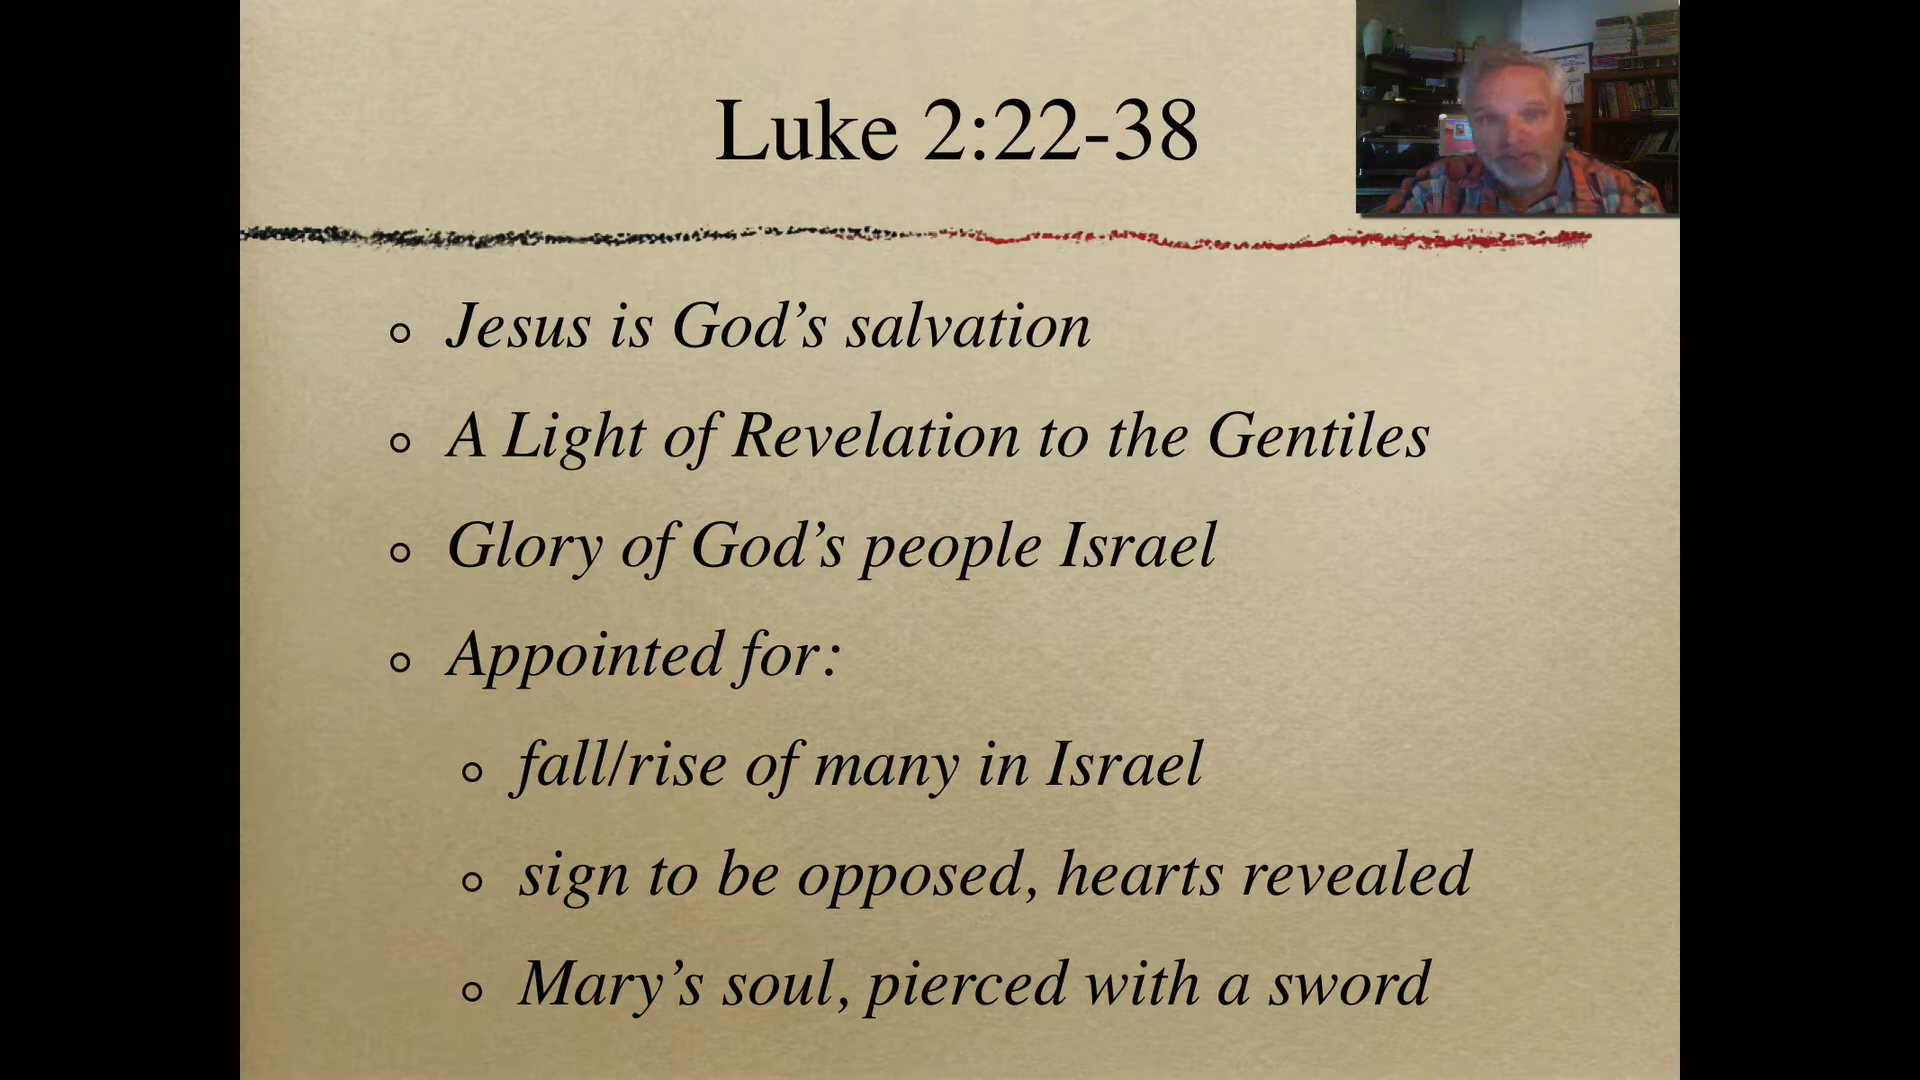 Luke 2:22-38
Jesus is God’s salvation
A Light of Revelation to the Gentiles
Glory of God’s people Israel
Appointed for:
fall/rise of many in Israel
sign to be opposed, hearts revealed
Mary’s soul, pierced with a sword